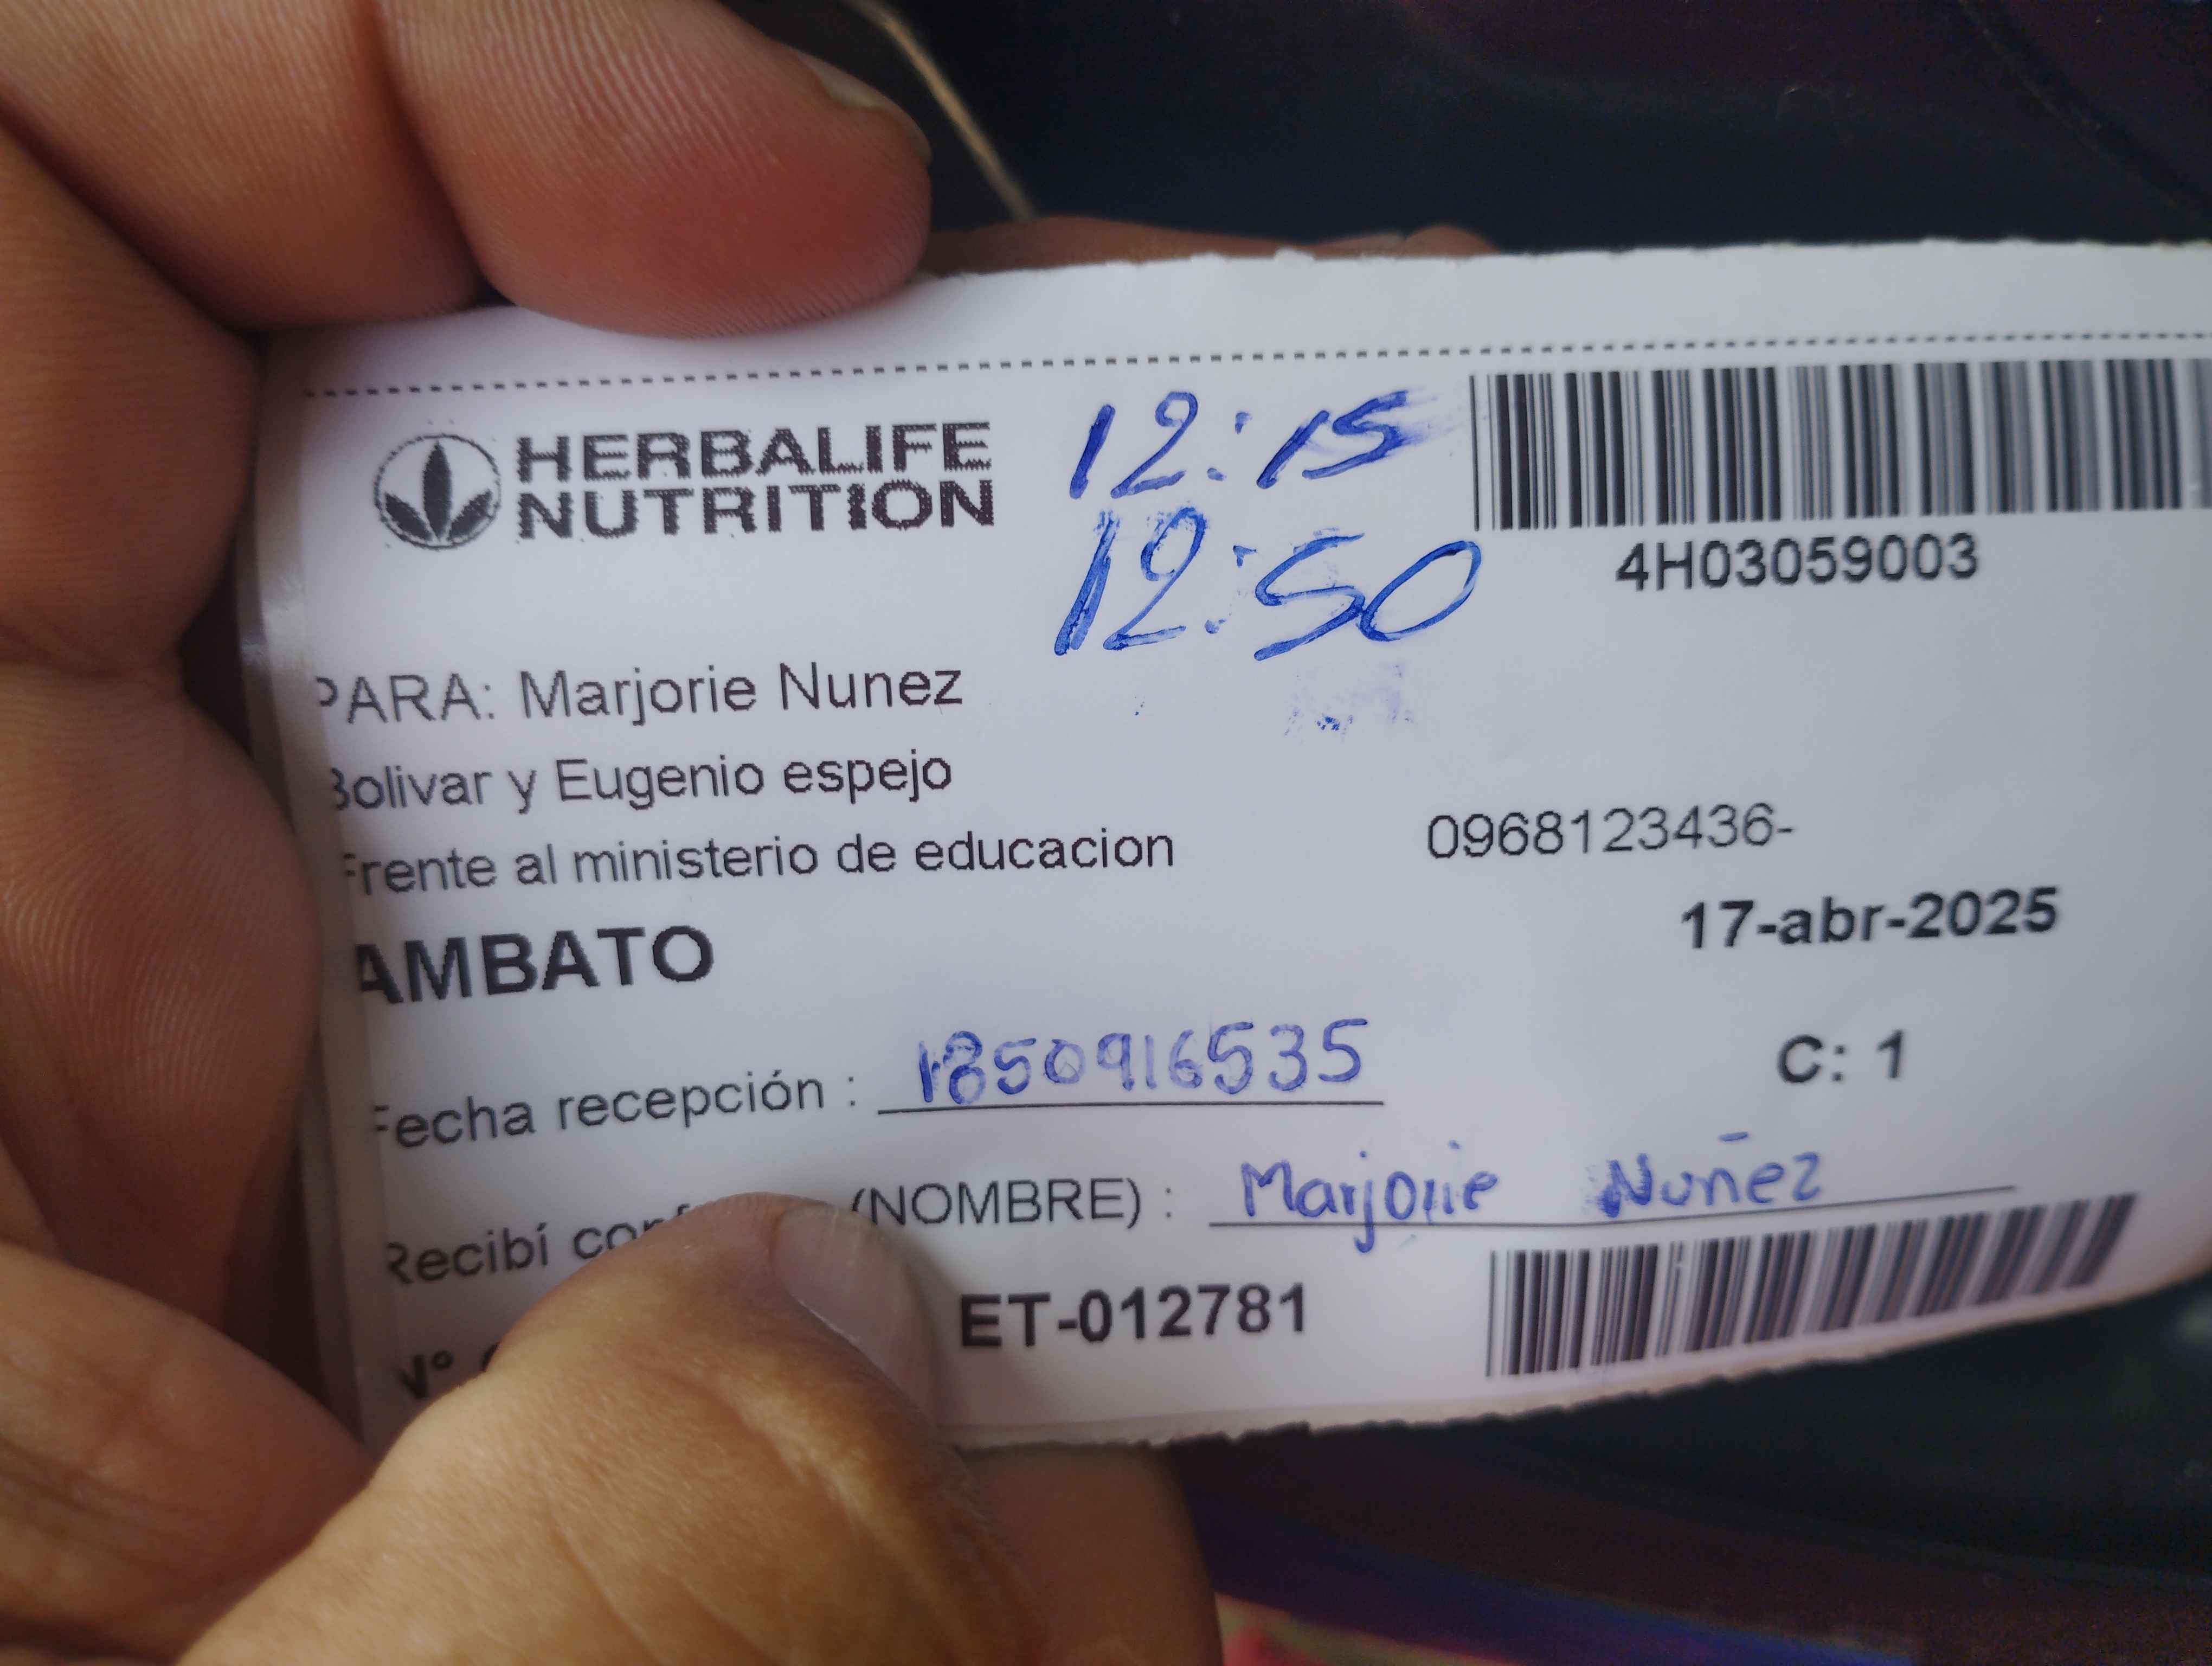 HERBALIFE
NUTRITION
12:15
12:50
4H03059003
PARA: Marjorie Nunez
Bolivar y Eugenio espejo
Frente al ministerio de educacion
0968123436-
AMBATO
17-abr-2025
Fecha recepción : 1850916535
C: 1
Recibí (NOMBRE) : Marjorie Nuñez
N°
ET-012781